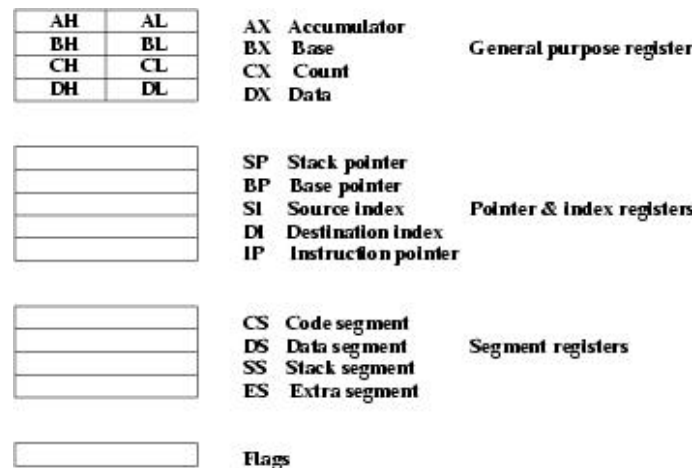 AH AL AX Accumulator
BH BL BX Base General purpose register
CH CL CX Count
DH DL DX Data
SP Stack pointer
BP Base pointer
SI Source index Pointer & index registers
DI Destination index
IP Instruction pointer
CS Code segment
DS Data segment Segment registers
SS Stack segment
ES Extra segment
Flags